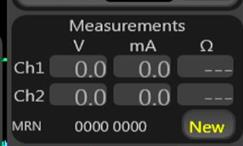 Measurements
V mA Ω
Ch1 0.0 0.0 ---
Ch2 0.0 0.0 ---
MRN 0000 0000 New